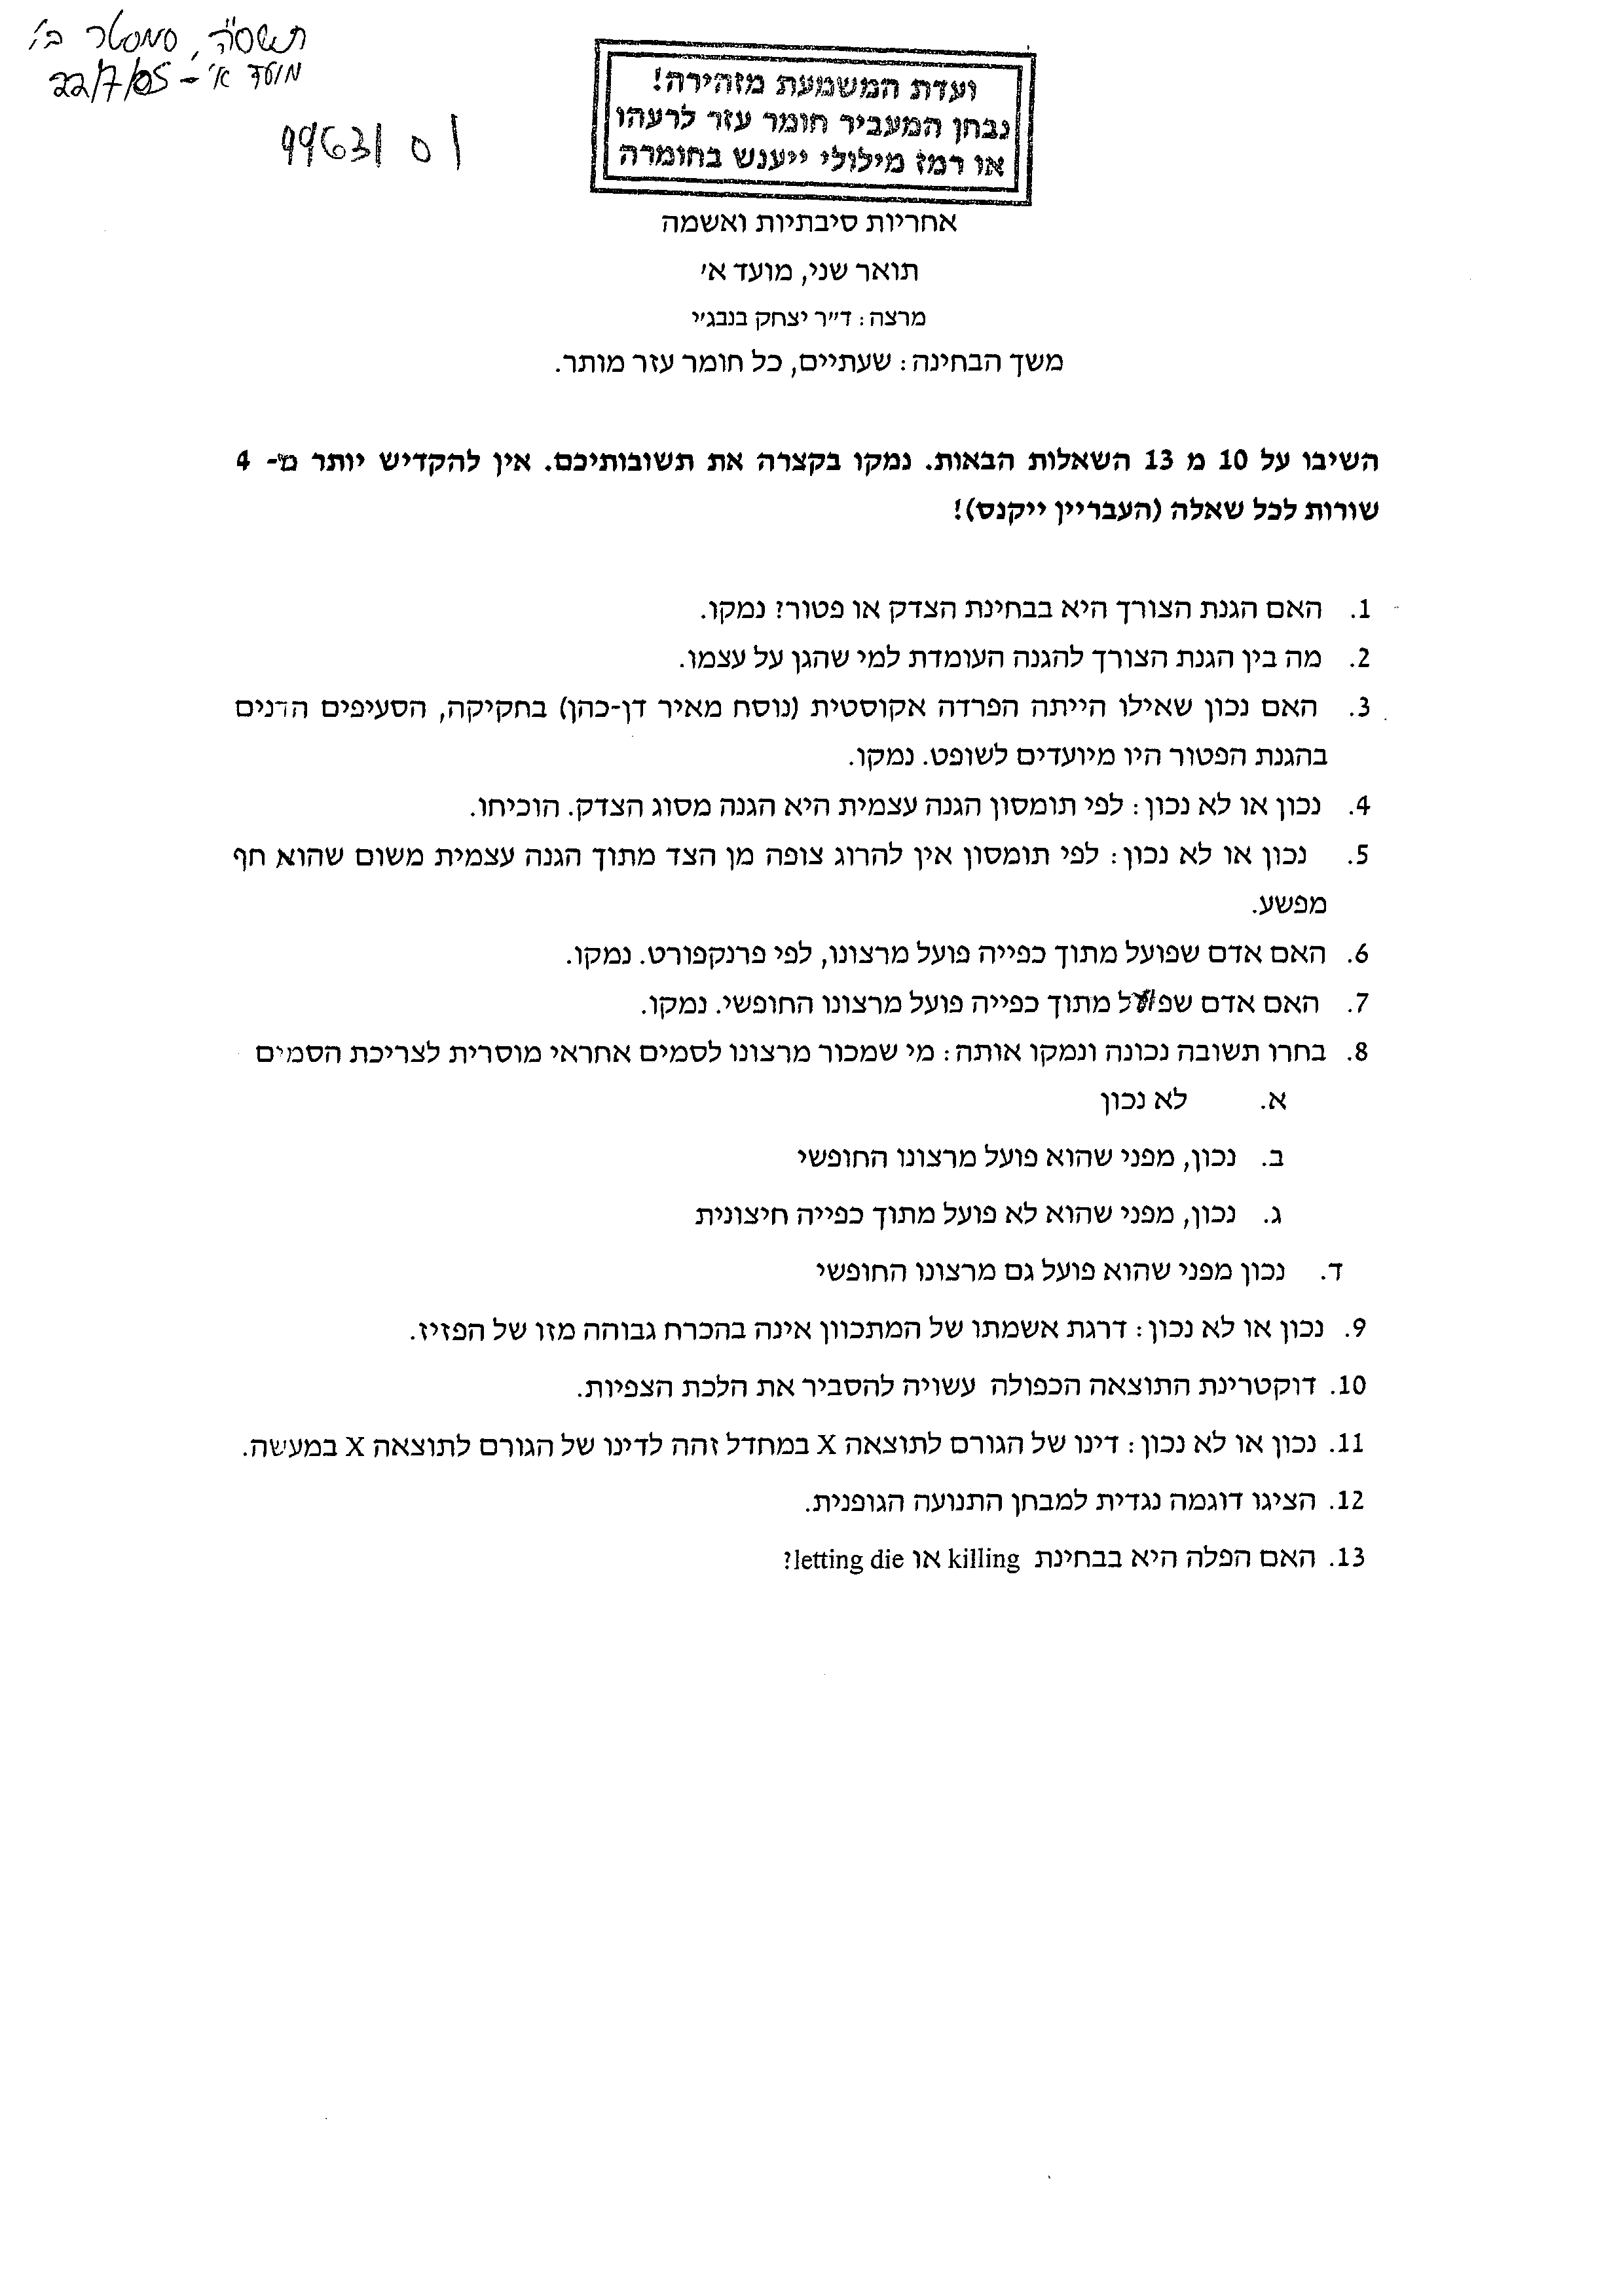 תשס"ה, סמסטר ב',
מועד א' - 22/7/05
99631 01
ועדת המשמעת מזהירה!
נבחן המעביר חומר עזר לרעהו
או רמז מילולי ייענש בחומרה
אחריות סיבתיות ואשמה
תואר שני, מועד א'
מרצה: ד"ר יצחק בנבג'י
משך הבחינה: שעתיים, כל חומר עזר מותר.
השיבו על 10 מ 13 השאלות הבאות. נמקו בקצרה את תשובותיכם. אין להקדיש יותר מ- 4
שורות לכל שאלה (העבריין ייקנס)!
1. האם הגנת הצורך היא בבחינת הצדק או פטור? נמקו.
2. מה בין הגנת הצורך להגנה העומדת למי שהגן על עצמו.
3. האם נכון שאילו הייתה הפרדה אקוסטית (נוסח מאיר דן-כהן) בחקיקה, הסעיפים הדנים
בהגנת הפטור היו מיועדים לשופט. נמקו.
4. נכון או לא נכון: לפי תומסון הגנה עצמית היא הגנה מסוג הצדק. הוכיחו.
5. נכון או לא נכון: לפי תומסון אין להרוג צופה מן הצד מתוך הגנה עצמית משום שהוא חף
מפשע.
6. האם אדם שפועל מתוך כפייה פועל מרצונו, לפי פרנקפורט. נמקו.
7. האם אדם שפועל מתוך כפייה פועל מרצונו החופשי. נמקו.
8. בחרו תשובה נכונה ונמקו אותה: מי שמכור מרצונו לסמים אחראי מוסרית לצריכת הסמים
א. לא נכון
ב. נכון, מפני שהוא פועל מרצונו החופשי
ג. נכון, מפני שהוא לא פועל מתוך כפייה חיצונית
ד. נכון מפני שהוא פועל גם מרצונו החופשי
9. נכון או לא נכון: דרגת אשמתו של המתכוון אינה בהכרח גבוהה מזו של הפזיז.
10. דוקטרינת התוצאה הכפולה עשויה להסביר את הלכת הצפיות.
11. נכון או לא נכון: דינו של הגורם לתוצאה X במחדל זהה לדינו של הגורם לתוצאה X במעשה.
12. הציגו דוגמה נגדית למבחן התנועה הגופנית.
13. האם הפלה היא בבחינת killing או letting die?